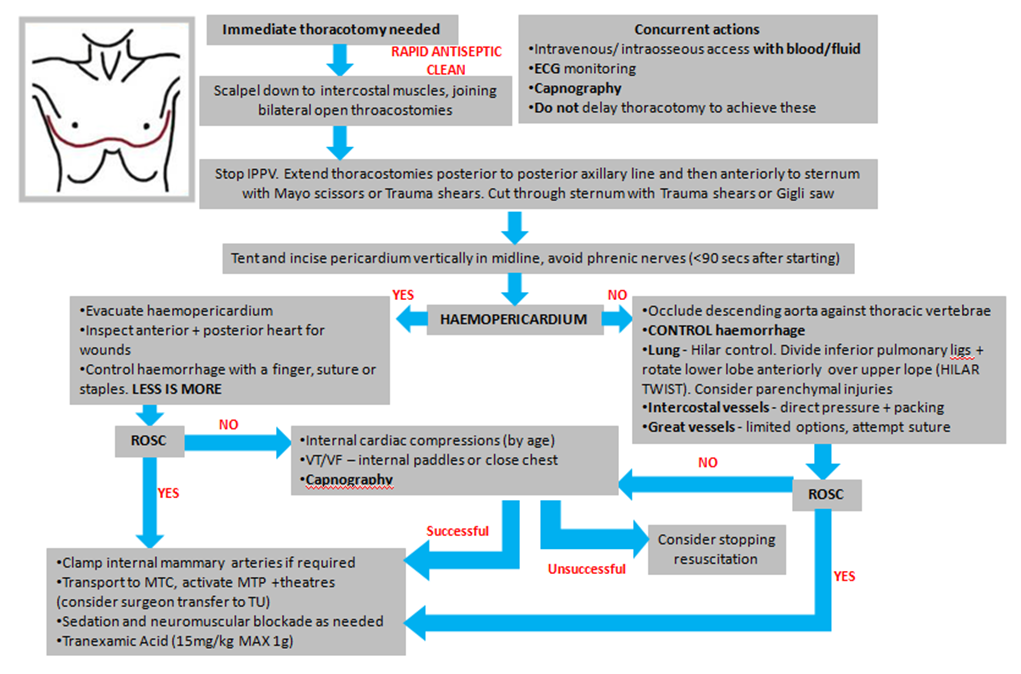 Immediate thoracotomy needed
RAPID ANTISEPTIC
CLEAN
Concurrent actions
•Intravenous/ intraosseous access with blood/fluid
•ECG monitoring
•Capnography
•Do not delay thoracotomy to achieve these
Scalpel down to intercostal muscles, joining
bilateral open throacostomies
Stop IPPV. Extend thoracostomies posterior to posterior axillary line and then anteriorly to sternum
with Mayo scissors or Trauma shears. Cut through sternum with Trauma shears or Gigli saw
Tent and incise pericardium vertically in midline, avoid phrenic nerves (<90 secs after starting)
YES
HAEMOPERICARDIUM
NO
•Evacuate haemopericardium
•Inspect anterior + posterior heart for
wounds
•Control haemorrhage with a finger, suture or
staples. LESS IS MORE
•Occlude descending aorta against thoracic vertebrae
•CONTROL haemorrhage
•Lung - Hilar control. Divide inferior pulmonary ligs +
rotate lower lobe anteriorly over upper lope (HILAR
TWIST). Consider parenchymal injuries
•Intercostal vessels - direct pressure + packing
•Great vessels - limited options, attempt suture
ROSC
NO
•Internal cardiac compressions (by age)
•VT/VF – internal paddles or close chest
•Capnography
NO
ROSC
YES
Successful
Unsuccessful
Consider stopping
resuscitation
YES
•Clamp internal mammary arteries if required
•Transport to MTC, activate MTP +theatres
(consider surgeon transfer to TU)
•Sedation and neuromuscular blockade as needed
•Tranexamic Acid (15mg/kg MAX 1g)